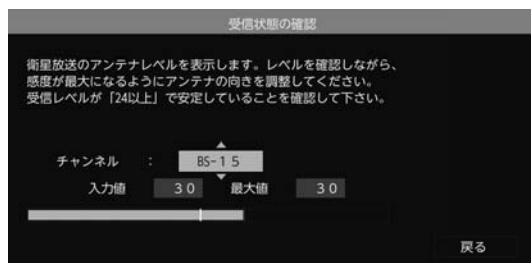 受信状態の確認
衛星放送のアンテナレベルを表示します。レベルを確認しながら、
感度が最大になるようにアンテナの向きを調整してください。
受信レベルが「24以上」で安定していることを確認して下さい。
チャンネル : BS-15
入力値 30 最大値 30
戻る